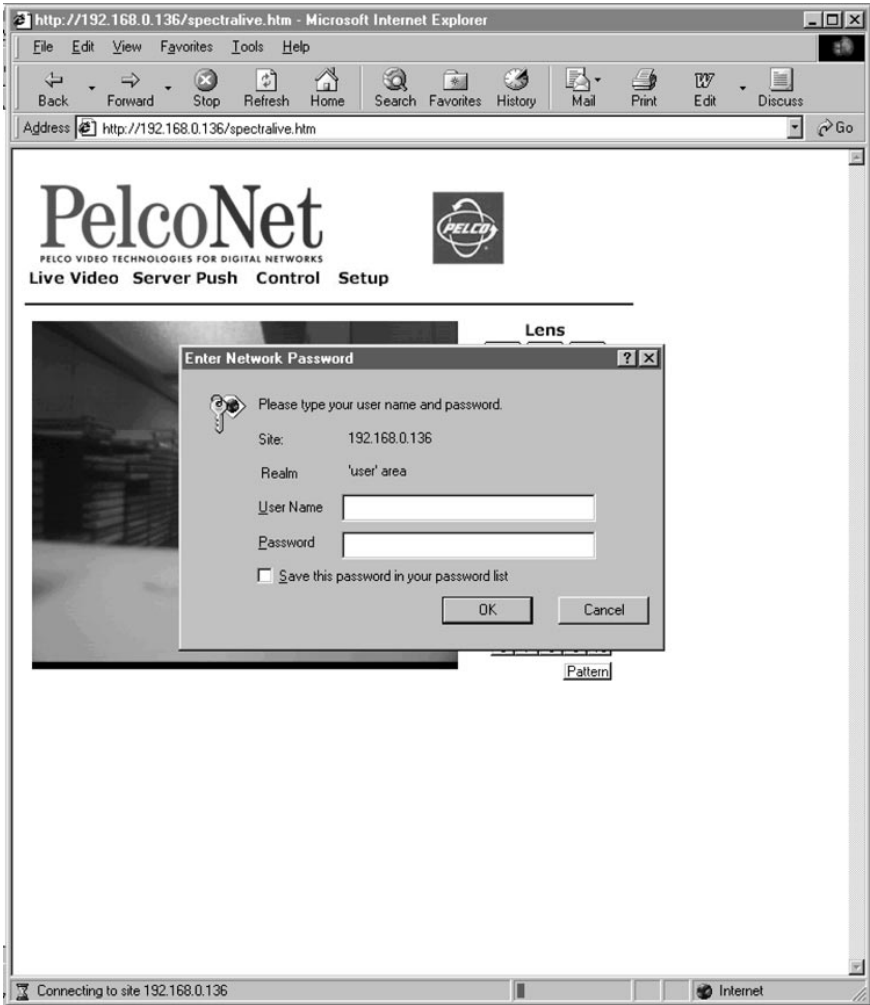 http://192.168.0.136/spectralive.htm - Microsoft Internet Explorer
File Edit View Favorites Tools Help
Back Forward Stop Refresh Home Search Favorites History Mail Print Edit Discuss
Address http://192.168.0.136/spectralive.htm Go
PelcoNet
PELCO
PELCO VIDEO TECHNOLOGIES FOR DIGITAL NETWORKS
Live Video Server Push Control Setup
Lens
Enter Network Password
Please type your user name and password.
Site: 192.168.0.136
Realm 'user' area
User Name
Password
Save this password in your password list
OK Cancel
Pattern
Connecting to site 192.168.0.136 Internet